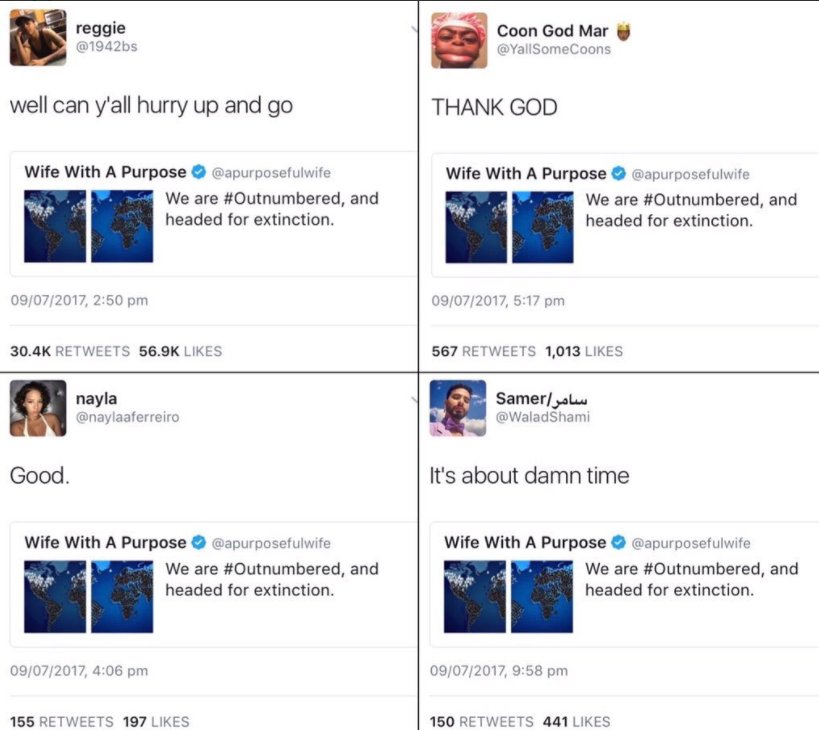 reggie
@1942bs
well can y'all hurry up and go
Wife With A Purpose @apurposefulwife
We are #Outnumbered, and
headed for extinction.
09/07/2017, 2:50 pm
30.4K RETWEETS 56.9K LIKES
Coon God Mar
@YallSomeCoons
THANK GOD
Wife With A Purpose @apurposefulwife
We are #Outnumbered, and
headed for extinction.
09/07/2017, 5:17 pm
567 RETWEETS 1,013 LIKES
nayla
@naylaaferreiro
Good.
Wife With A Purpose @apurposefulwife
We are #Outnumbered, and
headed for extinction.
09/07/2017, 4:06 pm
155 RETWEETS 197 LIKES
Samer/سامر
@WaladShami
It's about damn time
Wife With A Purpose @apurposefulwife
We are #Outnumbered, and
headed for extinction.
09/07/2017, 9:58 pm
150 RETWEETS 441 LIKES